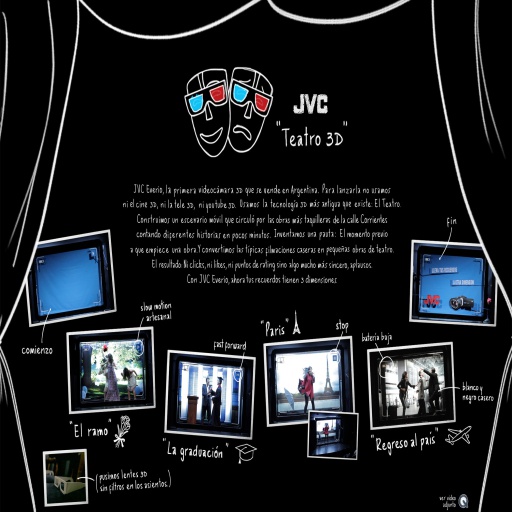 JVC
"Teatro 3D"
JVC Everio, la primera videocámara 3D que se vende en Argentina. Para lanzarla no usamos
ni el cine 3D, ni la tele 3D, ni youtube 3D. Usamos la tecnología 3D más antigua que existe. El Teatro.
Construimos un escenario móvil que circuló por las obras más taquilleras de la calle Corrientes
contando diferentes historias en pocos minutos. Inventamos una pauta: El momento previo
a que empiece una obra y convertimos las típicas filmaciones caseras en pequeñas obras de teatro.
El resultado: Ni clicks, ni likes, ni puntos de rating sino algo mucho más sincero, aplausos.
Con JVC Everio, ahora tus recuerdos tienen 3 dimensiones.
fin
comienzo
slow motion
artesanal
"El ramo"
fast forward
"La graduación"
"Paris"
stop
batería baja
blanco y
negro casero
"Regreso al país"
JVC
(pusimos lentes 3D
sin filtros en los asientos.)
ver video
adjunto